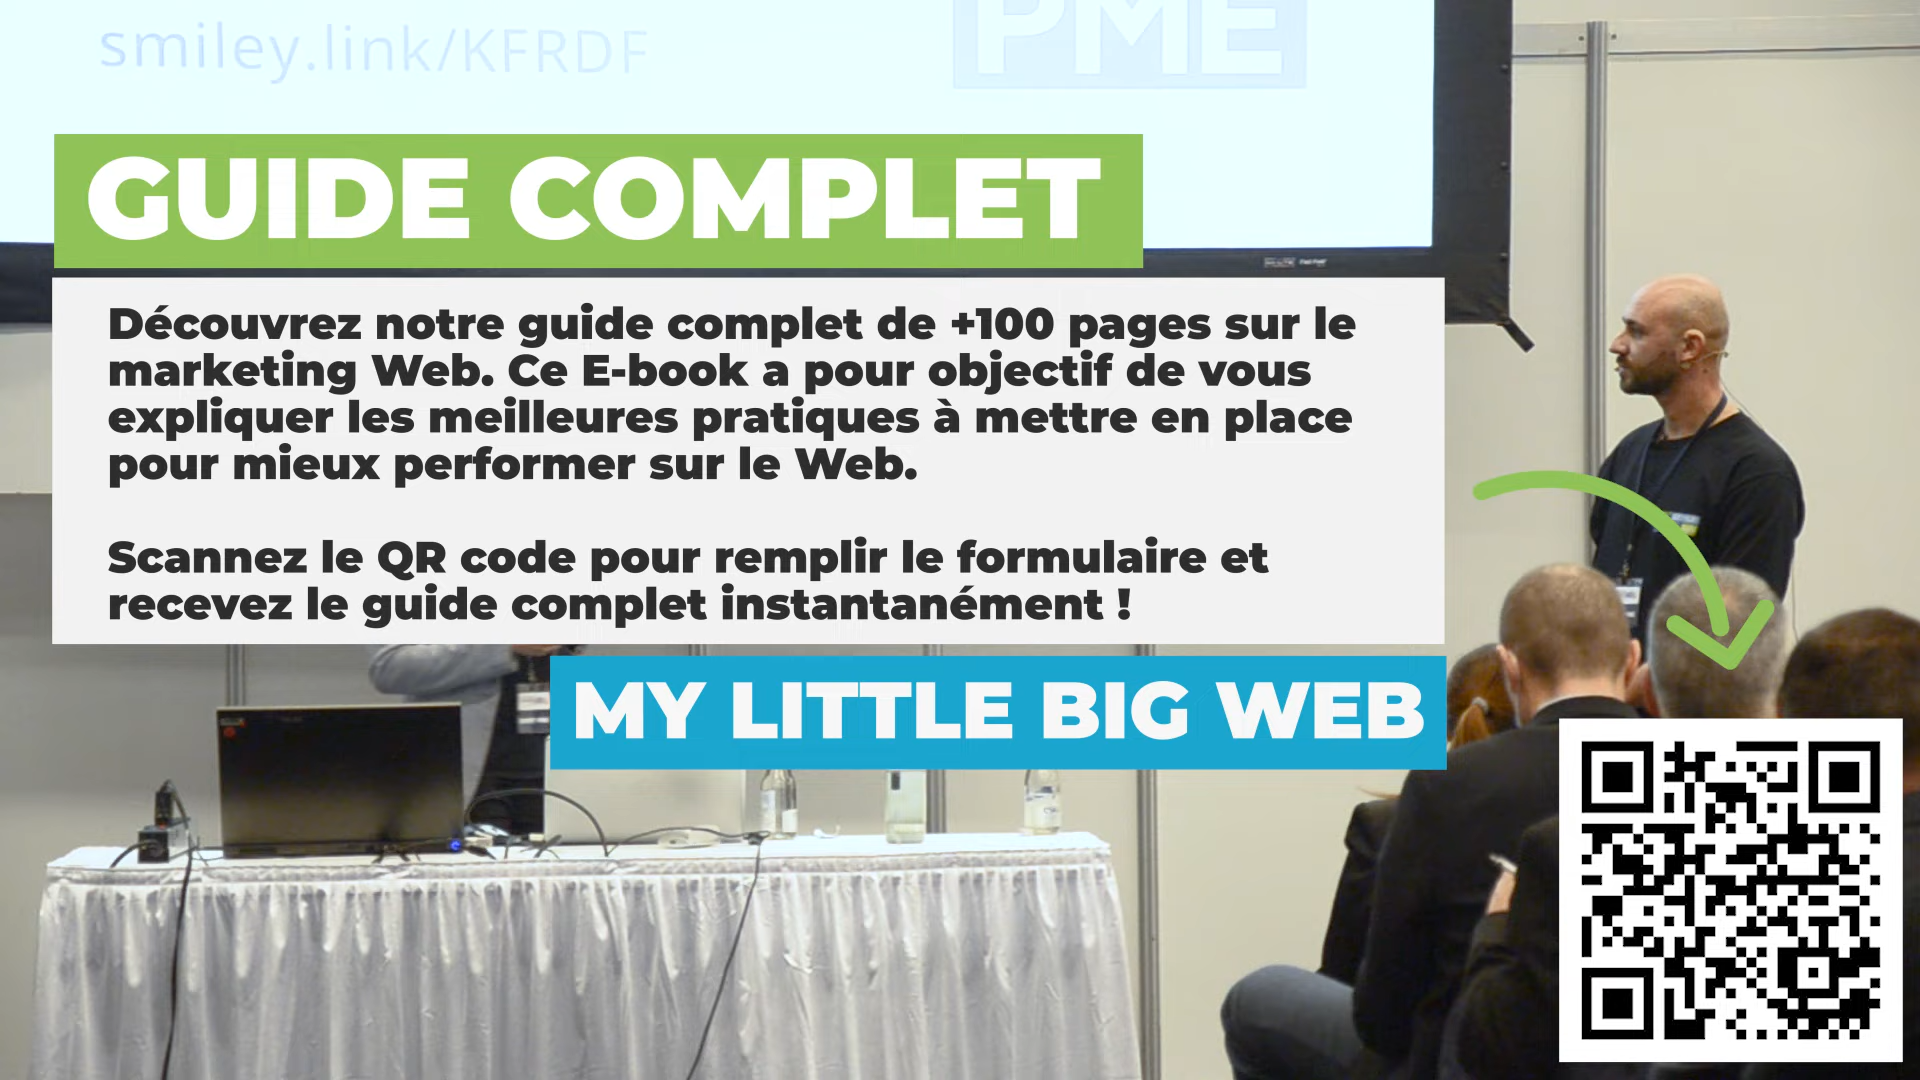 smiley.link/KFRDF
PME
GUIDE COMPLET
Découvrez notre guide complet de +100 pages sur le
marketing Web. Ce E-book a pour objectif de vous
expliquer les meilleures pratiques à mettre en place
pour mieux performer sur le Web.
Scannez le QR code pour remplir le formulaire et
recevez le guide complet instantanément !
MY LITTLE BIG WEB